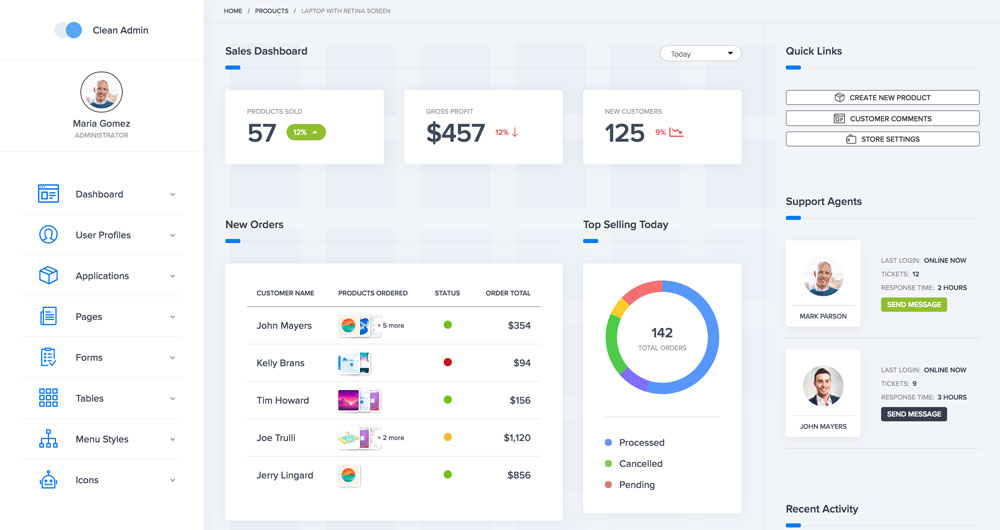 Clean Admin
Maria Gomez
ADMINISTRATOR
Dashboard
User Profiles
Applications
Pages
Forms
Tables
Menu Styles
Icons
HOME / PRODUCTS / LAPTOP WITH RETINA SCREEN
Sales Dashboard
Today
PRODUCTS SOLD
57 12%
GROSS PROFIT
$457 12%
NEW CUSTOMERS
125 9%
New Orders
CUSTOMER NAME PRODUCTS ORDERED STATUS ORDER TOTAL
John Mayers + 5 more $354
Kelly Brans $94
Tim Howard $156
Joe Trulli + 2 more $1,120
Jerry Lingard $856
Top Selling Today
142
TOTAL ORDERS
Processed
Cancelled
Pending
Quick Links
CREATE NEW PRODUCT
CUSTOMER COMMENTS
STORE SETTINGS
Support Agents
MARK PARSON
LAST LOGIN: ONLINE NOW
TICKETS: 12
RESPONSE TIME: 2 HOURS
SEND MESSAGE
JOHN MAYERS
LAST LOGIN: ONLINE NOW
TICKETS: 9
RESPONSE TIME: 3 HOURS
SEND MESSAGE
Recent Activity